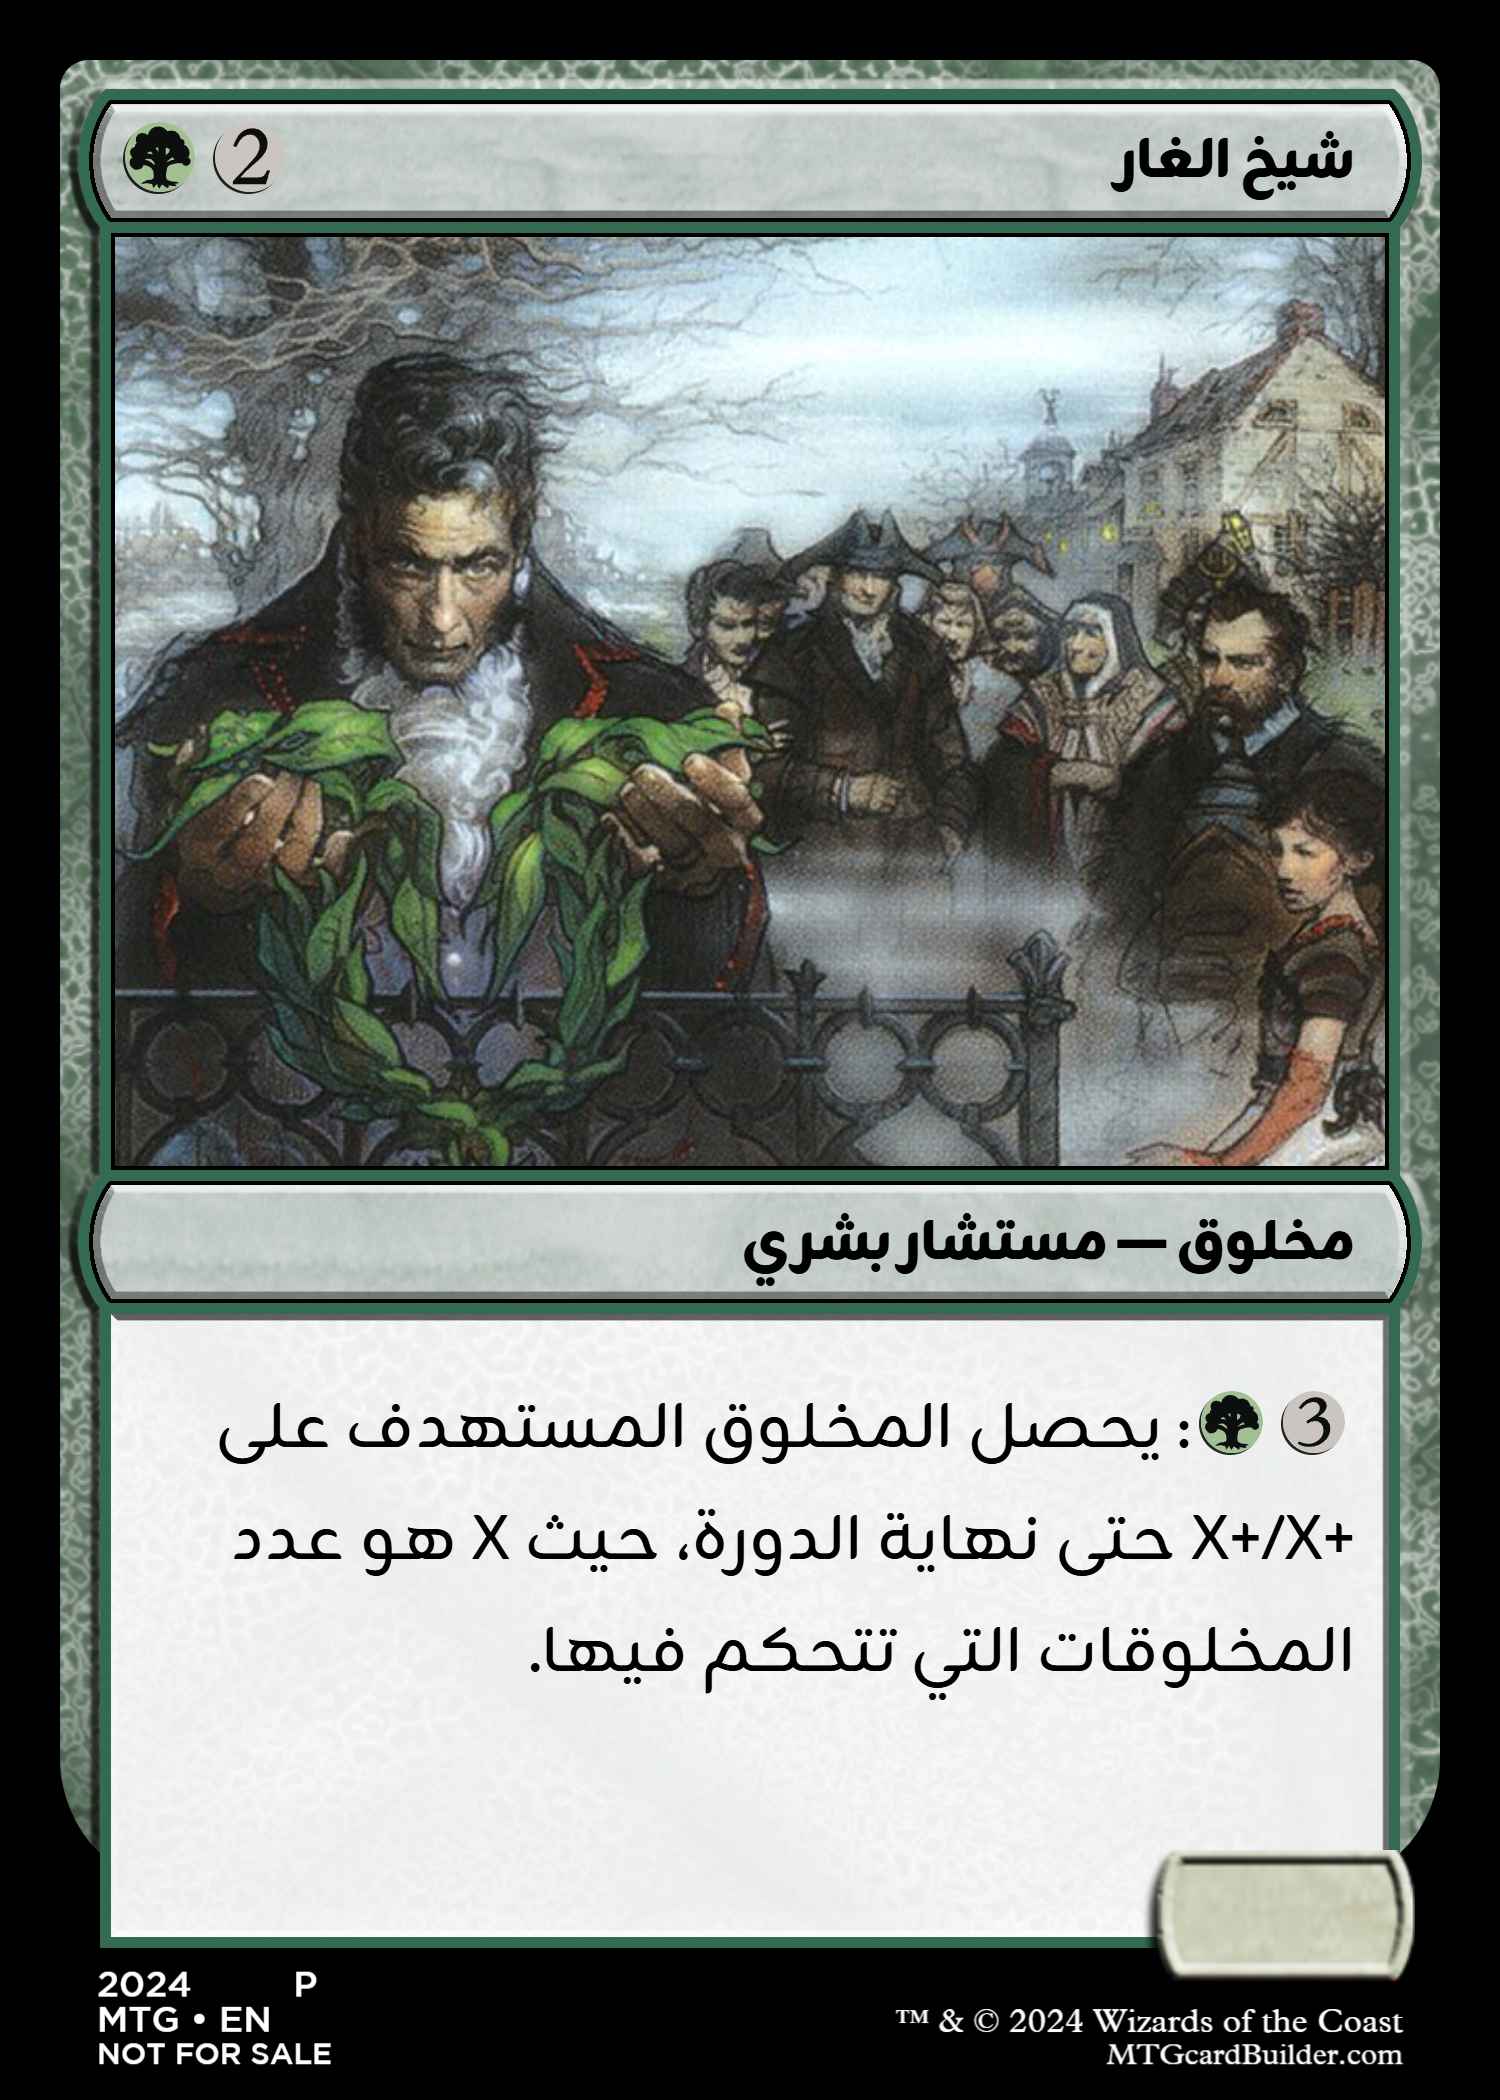 شيخ الغار
2
مخلوق — مستشار بشري
3 : يحصل المخلوق المستهدف على
+X+/X حتى نهاية الدورة، حيث X هو عدد
المخلوقات التي تتحكم فيها.
2024 P
MTG • EN
NOT FOR SALE
™ & © 2024 Wizards of the Coast
MTGcardBuilder.com